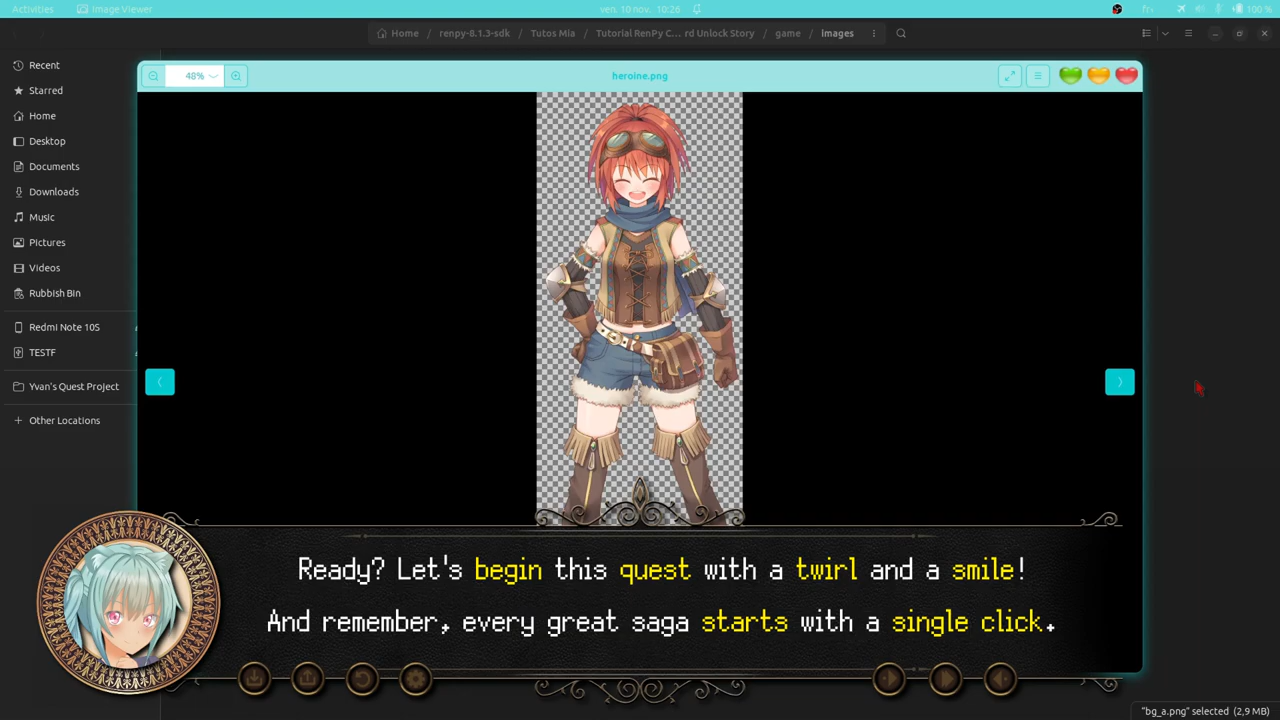 Activities
Image Viewer
ven. 10 nov. 10:26
fr₁
100 %
Home
renpy-8.1.3-sdk
Tutos Mia
Tutorial RenPy C... rd Unlock Story
game
images
48%
heroine.png
Recent
Starred
Home
Desktop
Documents
Downloads
Music
Pictures
Videos
Rubbish Bin
Redmi Note 10S
TESTF
Yvan's Quest Project
Other Locations
Ready? Let's begin this quest with a twirl and a smile!
And remember, every great saga starts with a single click.
"bg_a.png" selected (2,9 MB)